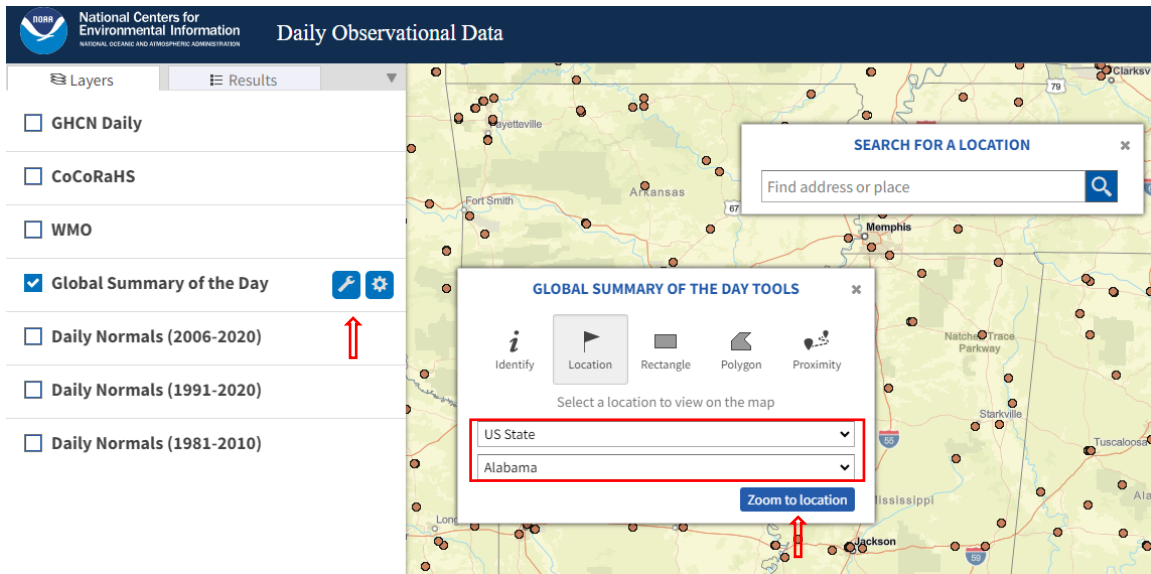 NOAA
National Centers for
Environmental Information
NATIONAL OCEANIC AND ATMOSPHERIC ADMINISTRATION
Daily Observational Data
Layers
Results
GHCN Daily
CoCoRaHS
WMO
Global Summary of the Day
Daily Normals (2006-2020)
Daily Normals (1991-2020)
Daily Normals (1981-2010)
Clarksv
79
Fayetteville
SEARCH FOR A LOCATION
Find address or place
Arkansas
Fort Smith
67
Memphis
GLOBAL SUMMARY OF THE DAY TOOLS
Identify
Location
Rectangle
Polygon
Proximity
Select a location to view on the map
US State
Alabama
Zoom to location
Natchez Trace
Parkway
Starkville
55
Tuscaloosa
Mississippi
Ala
Long
Jackson
59